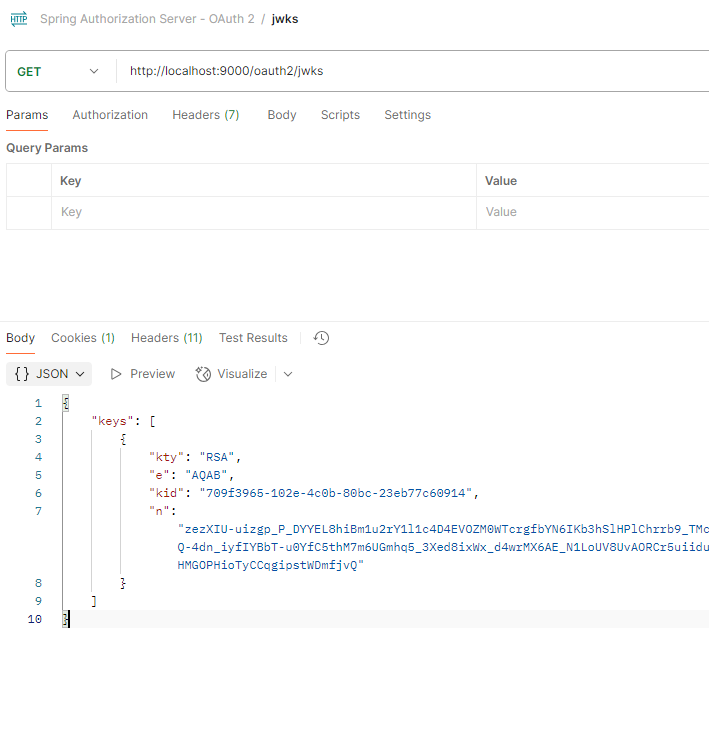 HTTP Spring Authorization Server - OAuth 2 / jwks
GET http://localhost:9000/oauth2/jwks
Params Authorization Headers (7) Body Scripts Settings
Query Params
Key Value
Key Value
Body Cookies (1) Headers (11) Test Results
{} JSON Preview Visualize
1 {
2 "keys": [
3 {
4 "kty": "RSA",
5 "e": "AQAB",
6 "kid": "709f3965-102e-4c0b-80bc-23eb77c60914",
7 "n":
"zezXIU-uizgp_P_DYYEL8hiBm1u2rY1l1c4D4EVOZM0WTcrgfbYN6IKb3hSlHPlChrrb9_TMc
Q-4dn_iyfIYBbT-u0YfC5thM7m6UGmhq5_3Xed8ixWx_d4wrMX6AE_N1LoUV8UvAORCr5uiidu
HMGOPHioTyCCqgipstWDmfjvQ"
8 }
9 ]
10 }